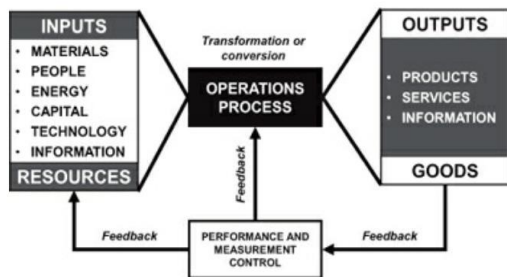 INPUTS
• MATERIALS
• PEOPLE
• ENERGY
• CAPITAL
• TECHNOLOGY
• INFORMATION
RESOURCES
Transformation or
conversion
OPERATIONS
PROCESS
OUTPUTS
• PRODUCTS
• SERVICES
• INFORMATION
GOODS
Feedback
Feedback
PERFORMANCE AND
MEASUREMENT
CONTROL
Feedback